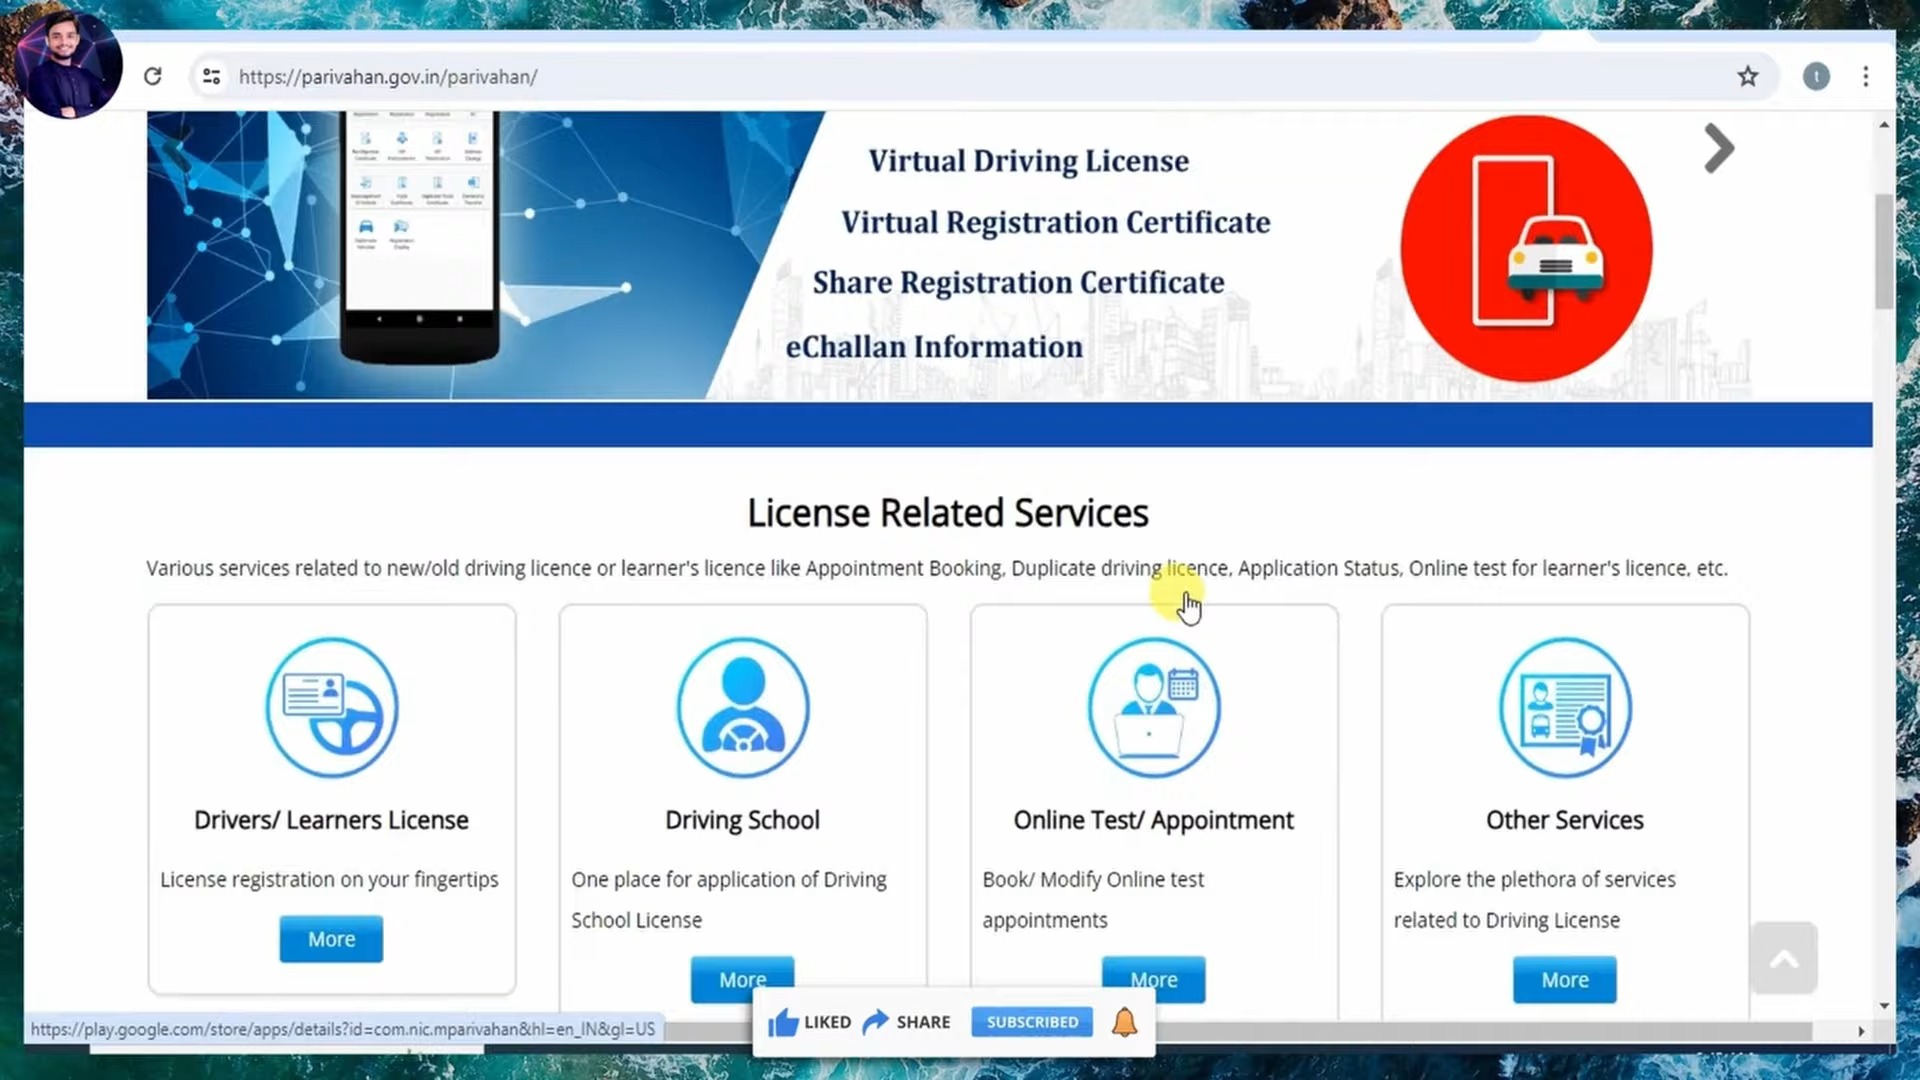 https://parivahan.gov.in/parivahan/
t
Virtual Driving License
Virtual Registration Certificate
Share Registration Certificate
eChallan Information
License Related Services
Various services related to new/old driving licence or learner's licence like Appointment Booking, Duplicate driving licence, Application Status, Online test for learner's licence, etc.
Drivers/ Learners License
License registration on your fingertips
More
Driving School
One place for application of Driving
School License
More
Online Test/ Appointment
Book/ Modify Online test
appointments
More
Other Services
Explore the plethora of services
related to Driving License
More
https://play.google.com/store/apps/details?id=com.nic.mparivahan&hl=en_IN&gl=US
LIKED SHARE SUBSCRIBED